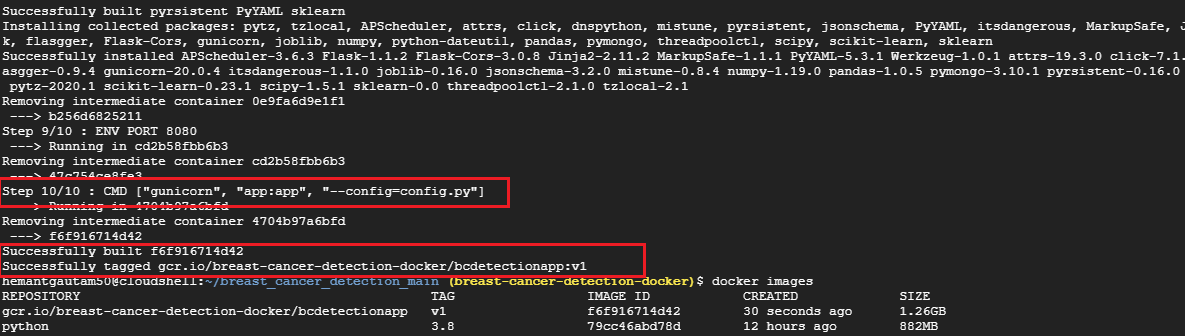 Successfully built pyrsistent PyYAML sklearn
Installing collected packages: pytz, tzlocal, APScheduler, attrs, click, dnspython, mistune, pyrsistent, jsonschema, PyYAML, itsdangerous, MarkupSafe, J
k, flasgger, Flask-Cors, gunicorn, joblib, numpy, python-dateutil, pandas, pymongo, threadpoolctl, scipy, scikit-learn, sklearn
Successfully installed APScheduler-3.6.3 Flask-1.1.2 Flask-Cors-3.0.8 Jinja2-2.11.2 MarkupSafe-1.1.1 PyYAML-5.3.1 Werkzeug-1.0.1 attrs-19.3.0 click-7.1.
asgger-0.9.4 gunicorn-20.0.4 itsdangerous-1.1.0 joblib-0.16.0 jsonschema-3.2.0 mistune-0.8.4 numpy-1.19.0 pandas-1.0.5 pymongo-3.10.1 pyrsistent-0.16.0
pytz-2020.1 scikit-learn-0.23.1 scipy-1.5.1 sklearn-0.0 threadpoolctl-2.1.0 tzlocal-2.1
Removing intermediate container 0e9fa6d9e1f1
---> b256d6825211
Step 9/10 : ENV PORT 8080
---> Running in cd2b58fbb6b3
Removing intermediate container cd2b58fbb6b3
---> 47c754ce8fe3
Step 10/10 : CMD ["gunicorn", "app:app", "--config=config.py"]
---> Running in 4704b97a6bfd
Removing intermediate container 4704b97a6bfd
---> f6f916714d42
Successfully built f6f916714d42
Successfully tagged gcr.io/breast-cancer-detection-docker/bcdetectionapp:v1
hemantgautam50@cloudshell:~/breast_cancer_detection_main (breast-cancer-detection-docker)$ docker images
REPOSITORY TAG IMAGE ID CREATED SIZE
gcr.io/breast-cancer-detection-docker/bcdetectionapp v1 f6f916714d42 30 seconds ago 1.26GB
python 3.8 79cc46abd78d 12 hours ago 882MB